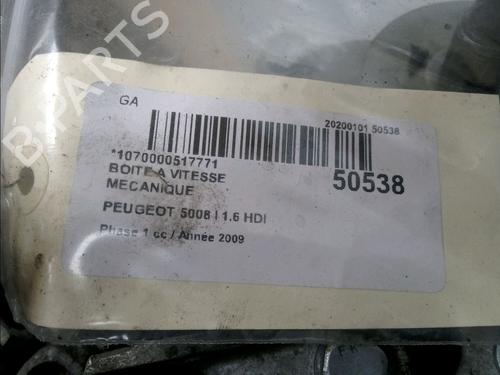 GA
20200101 50538
*1070000517771
BOITE A VITESSE
MECANIQUE
50538
PEUGEOT 5008 I 1.6 HDI
Phase 1 cc / Année 2009
B-PARTS